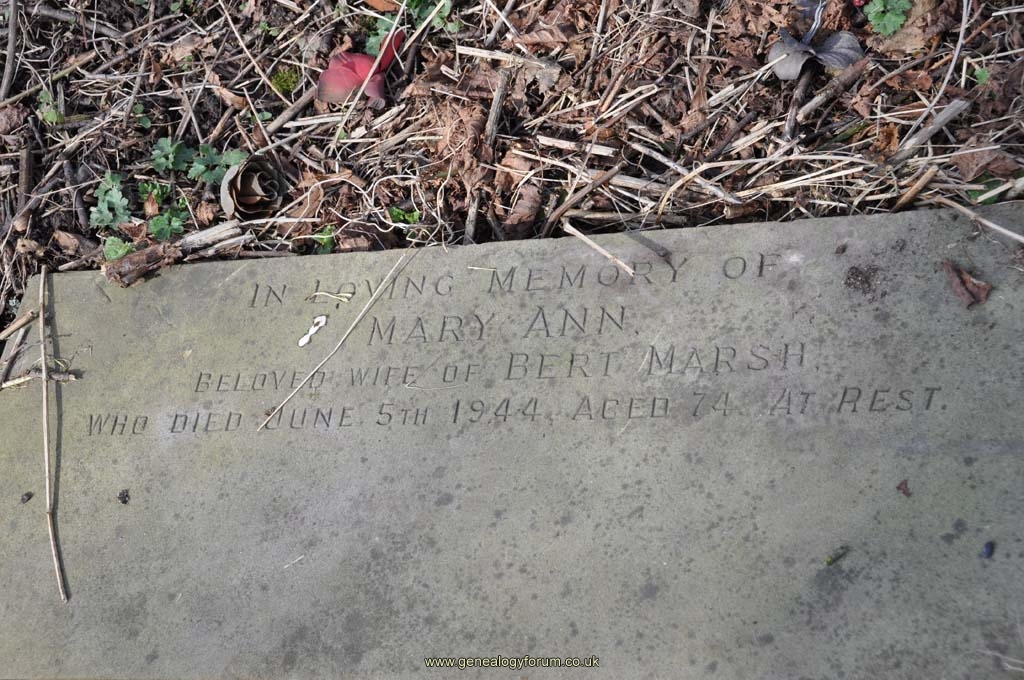 IN LOVING MEMORY OF
MARY ANN,
BELOVED WIFE OF BERT MARSH,
WHO DIED JUNE 5TH 1944, AGED 74. AT REST.
www.genealogyforum.co.uk